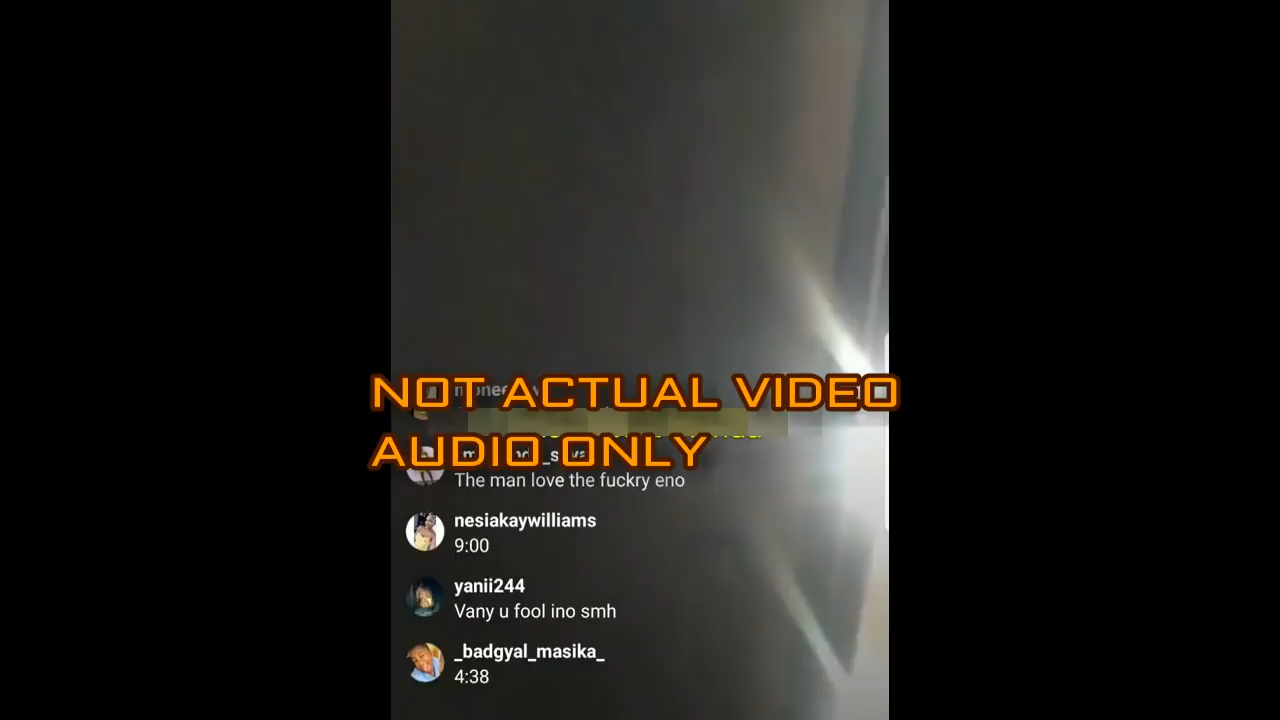 NOT ACTUAL VIDEO
AUDIO ONLY
The man love the fuckry eno
nesiakaywilliams
9:00
yanii244
Vany u fool ino smh
_badgyal_masika_
4:38